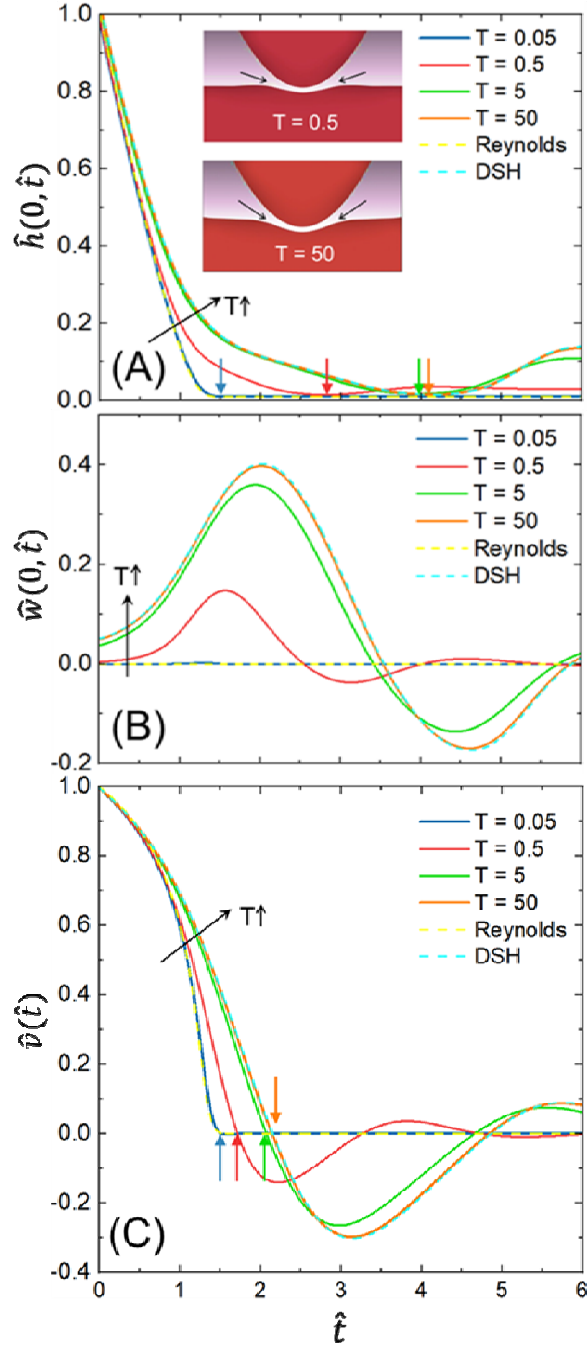 1.0
0.8
0.6
0.4
0.2
0.0
ĥ(0,t̂)
T = 0.5
T = 50
T = 0.05
T = 0.5
T = 5
T = 50
Reynolds
DSH
T↑
(A)
0.4
0.2
0.0
-0.2
ŵ(0,t̂)
T = 0.05
T = 0.5
T = 5
T = 50
Reynolds
DSH
T↑
(B)
1.0
0.8
0.6
0.4
0.2
0.0
-0.2
-0.4
v̂(t̂)
T = 0.05
T = 0.5
T = 5
T = 50
Reynolds
DSH
T↑
(C)
0 1 2 3 4 5 6
t̂